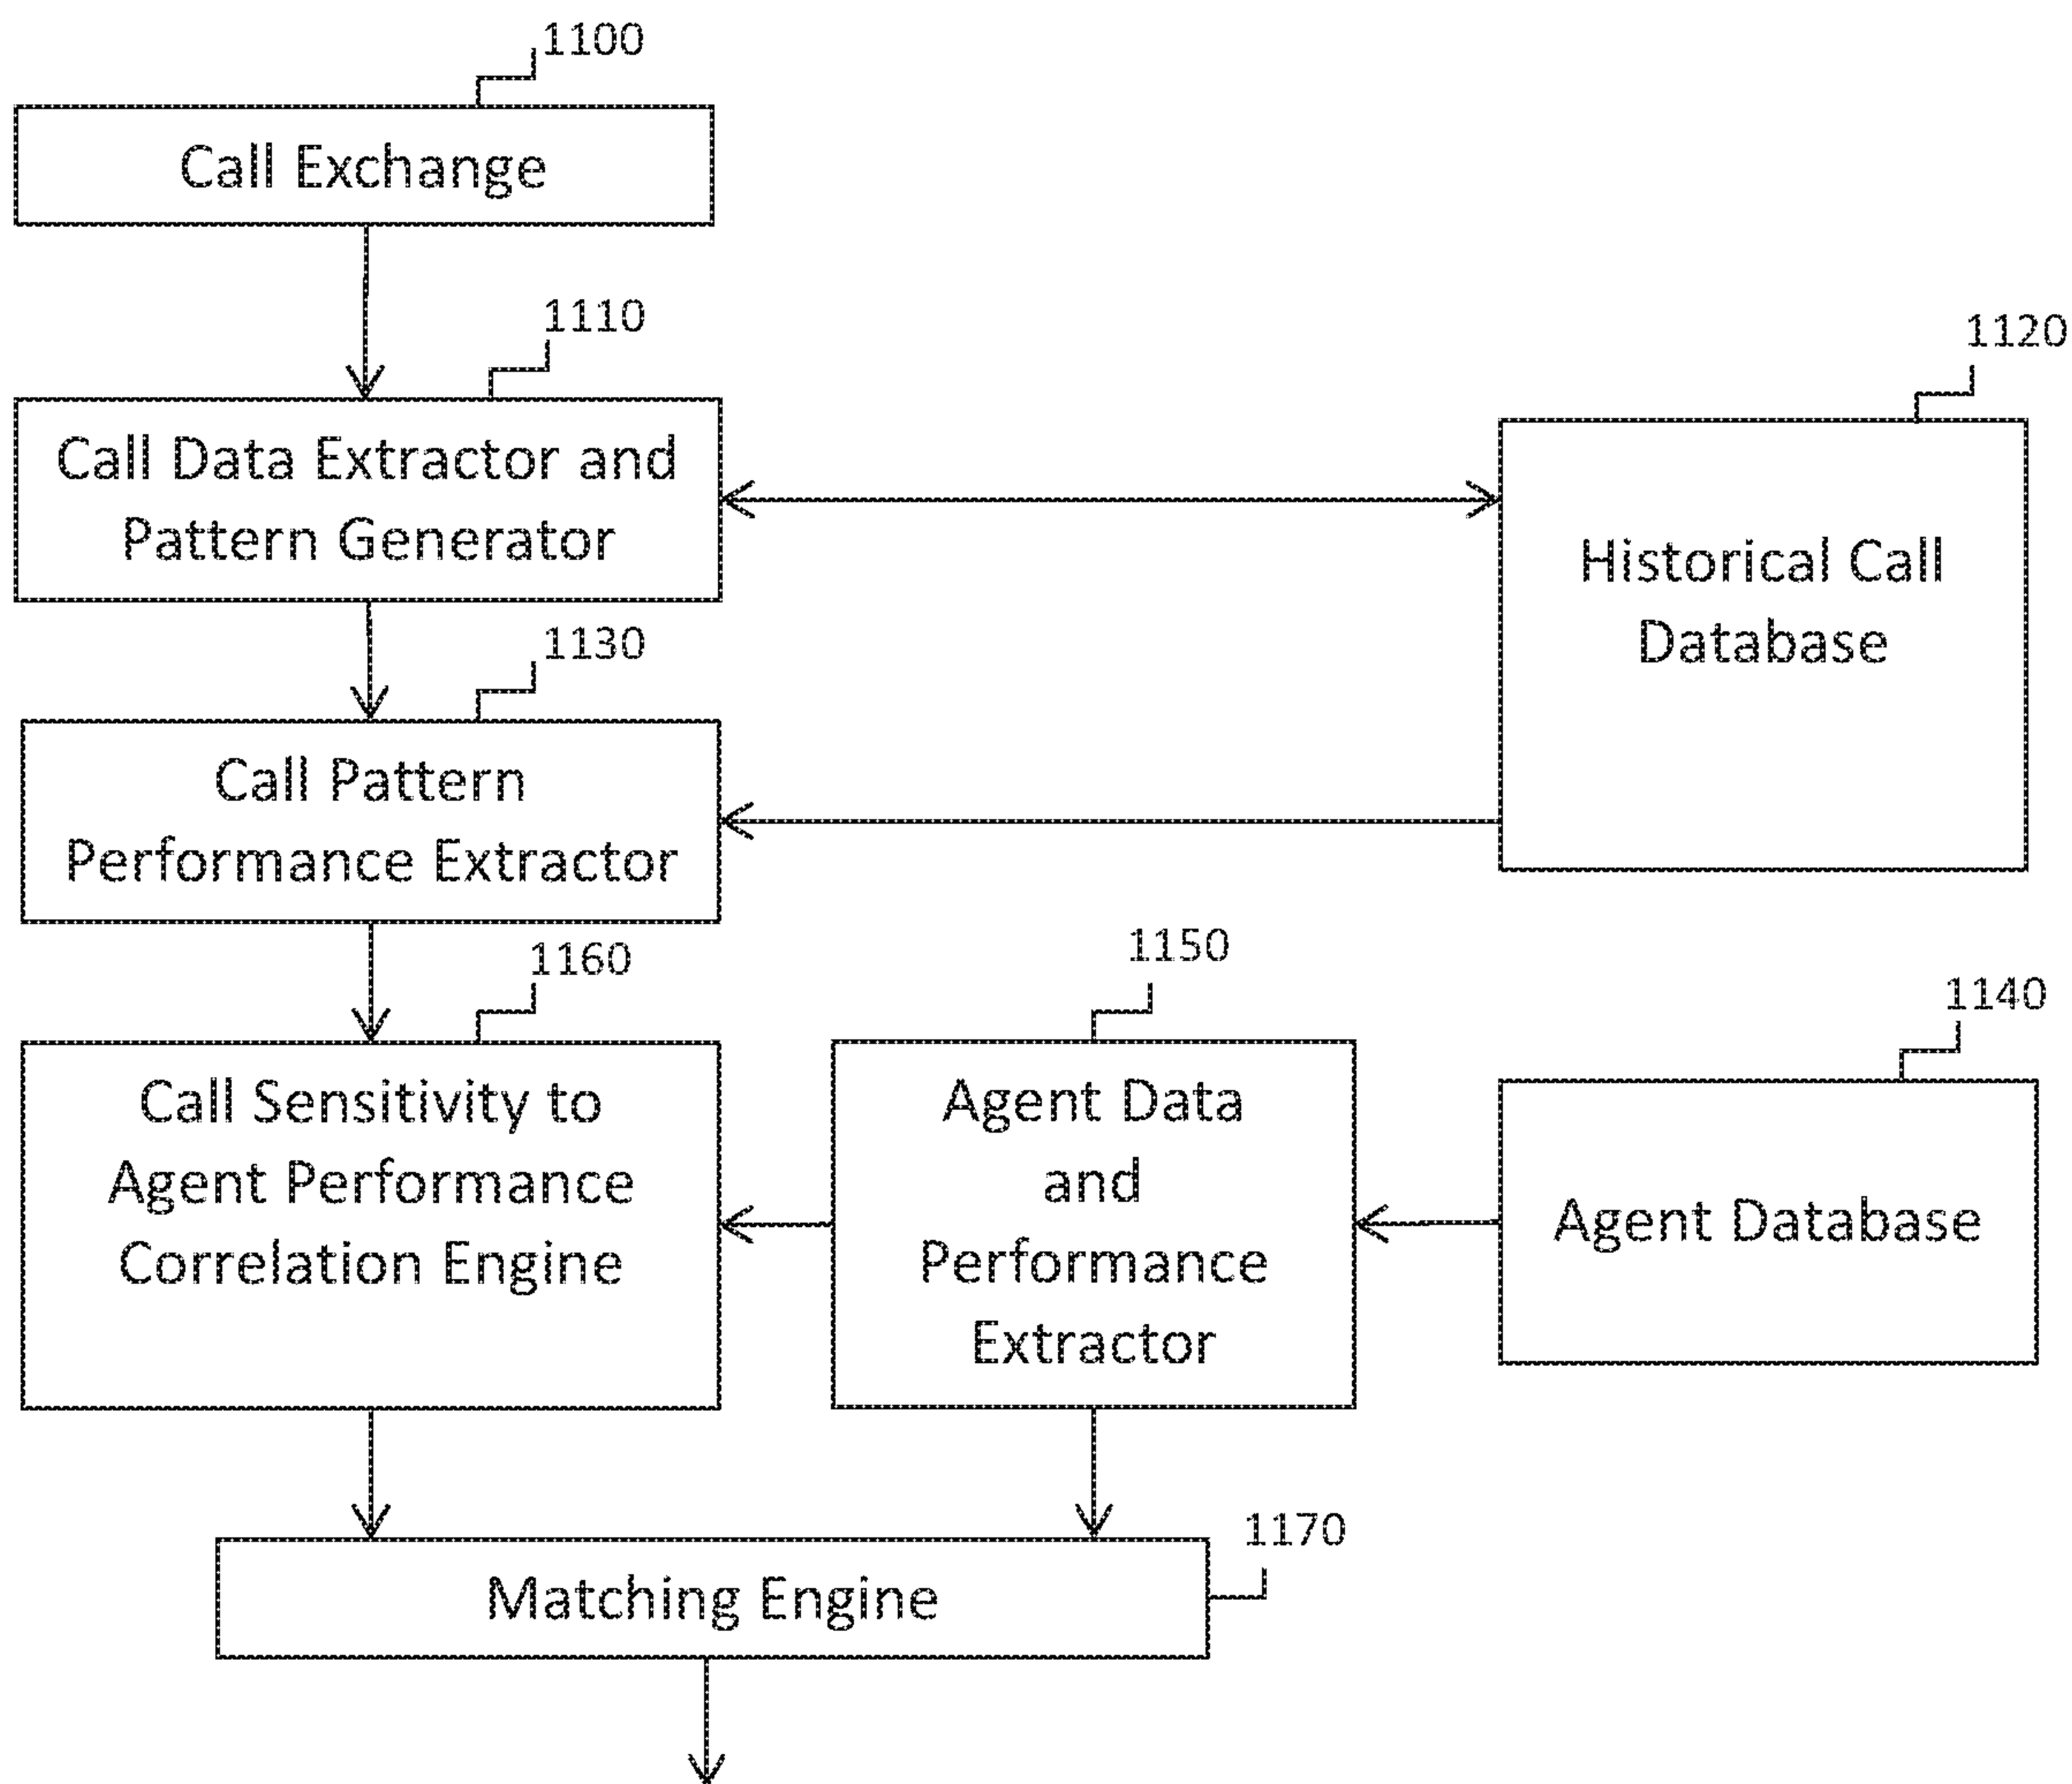 1100
Call Exchange
1110
Call Data Extractor and
Pattern Generator
1120
Historical Call
Database
1130
Call Pattern
Performance Extractor
1160
Call Sensitivity to
Agent Performance
Correlation Engine
1150
Agent Data
and
Performance
Extractor
1140
Agent Database
1170
Matching Engine